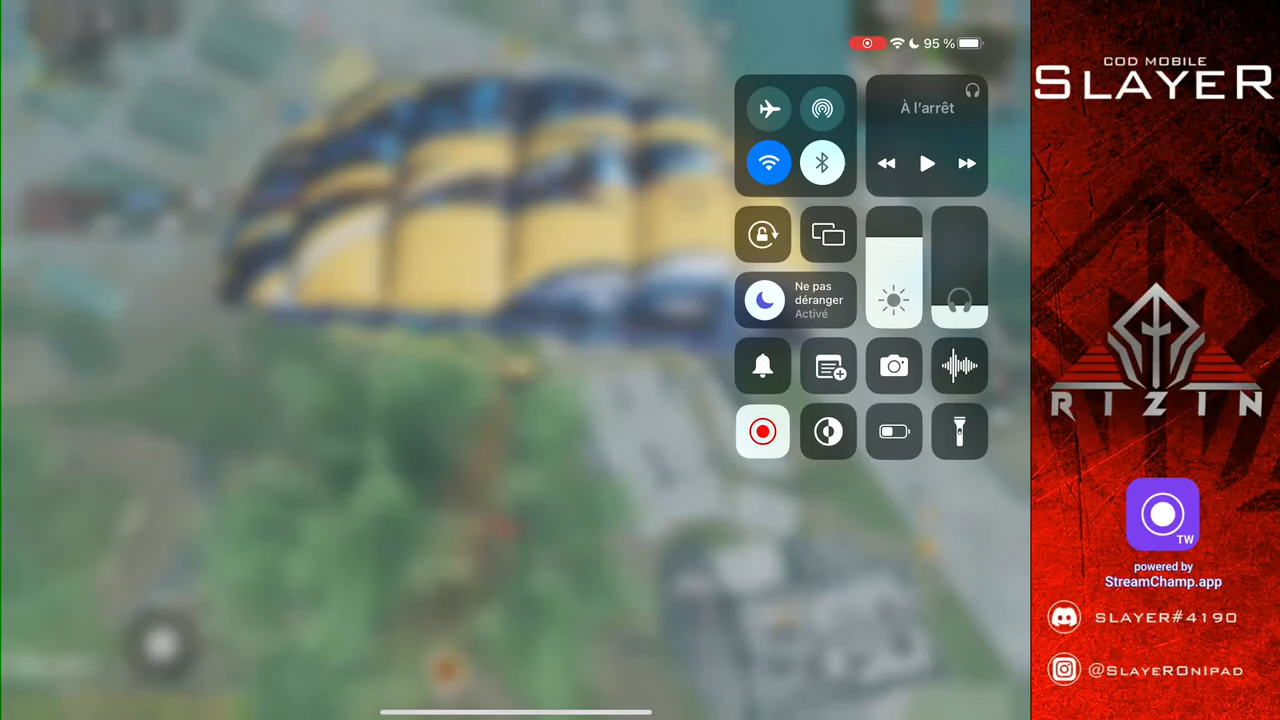 95 %
À l'arrêt
Ne pas
déranger
Activé
COD MOBILE
SLAYER
RIZIN
TW
powered by
StreamChamp.app
SLAYER#4190
@SlayerOnIpad